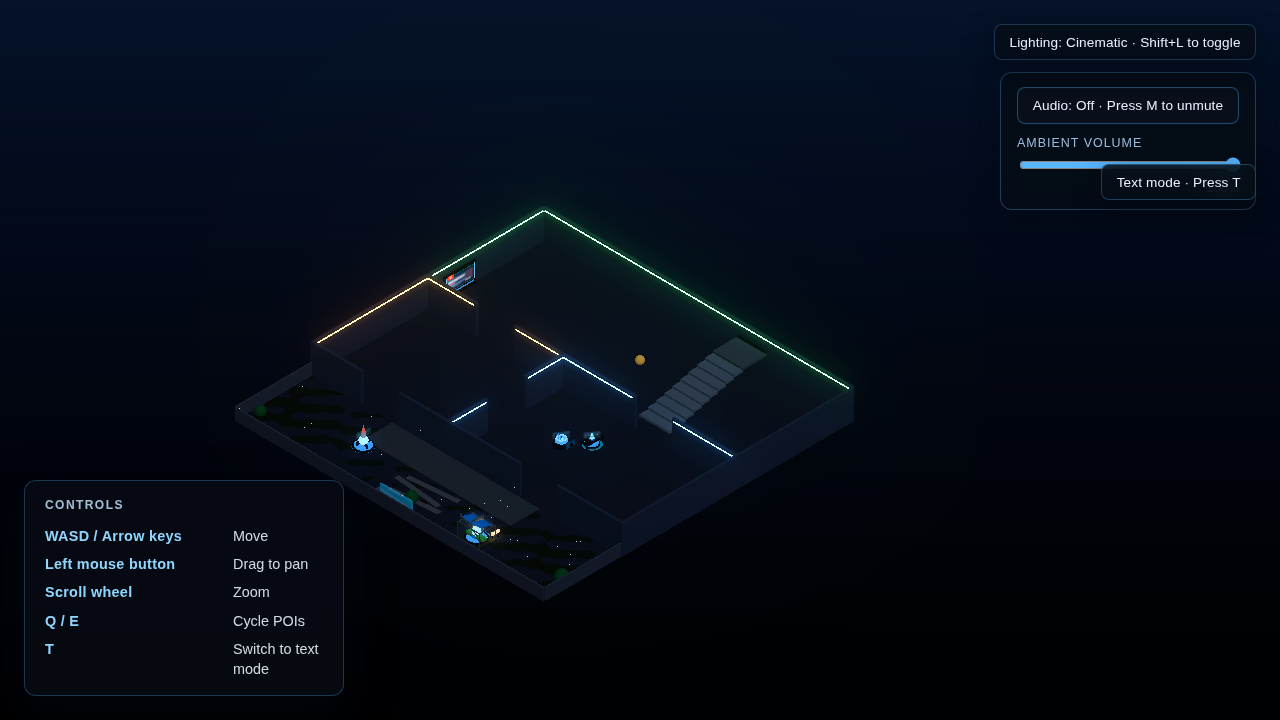 Lighting: Cinematic · Shift+L to toggle
Audio: Off · Press M to unmute
AMBIENT VOLUME
Text mode · Press T
CONTROLS
WASD / Arrow keys Move
Left mouse button Drag to pan
Scroll wheel Zoom
Q / E Cycle POIs
T Switch to text
mode